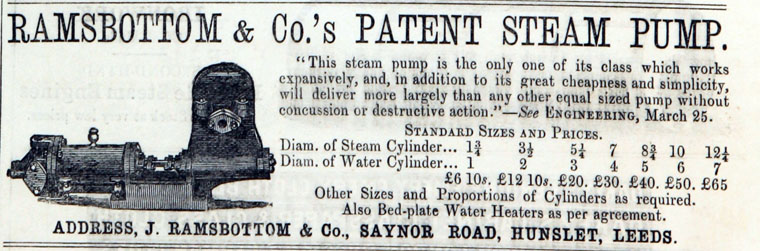 RAMSBOTTOM & Co.'s PATENT STEAM PUMP.
"This steam pump is the only one of its class which works
expansively, and, in addition to its great cheapness and simplicity,
will deliver more largely than any other equal sized pump without
concussion or destructive action."—See ENGINEERING, March 25.
STANDARD SIZES AND PRICES.
Diam. of Steam Cylinder... 1¾ 3½ 5¼ 7 8¾ 10 12¼
Diam. of Water Cylinder... 1 2 3 4 5 6 7
£6 10s. £12 10s. £20. £30. £40. £50. £65
Other Sizes and Proportions of Cylinders as required.
Also Bed-plate Water Heaters as per agreement.
ADDRESS, J. RAMSBOTTOM & Co., SAYNOR ROAD, HUNSLET, LEEDS.